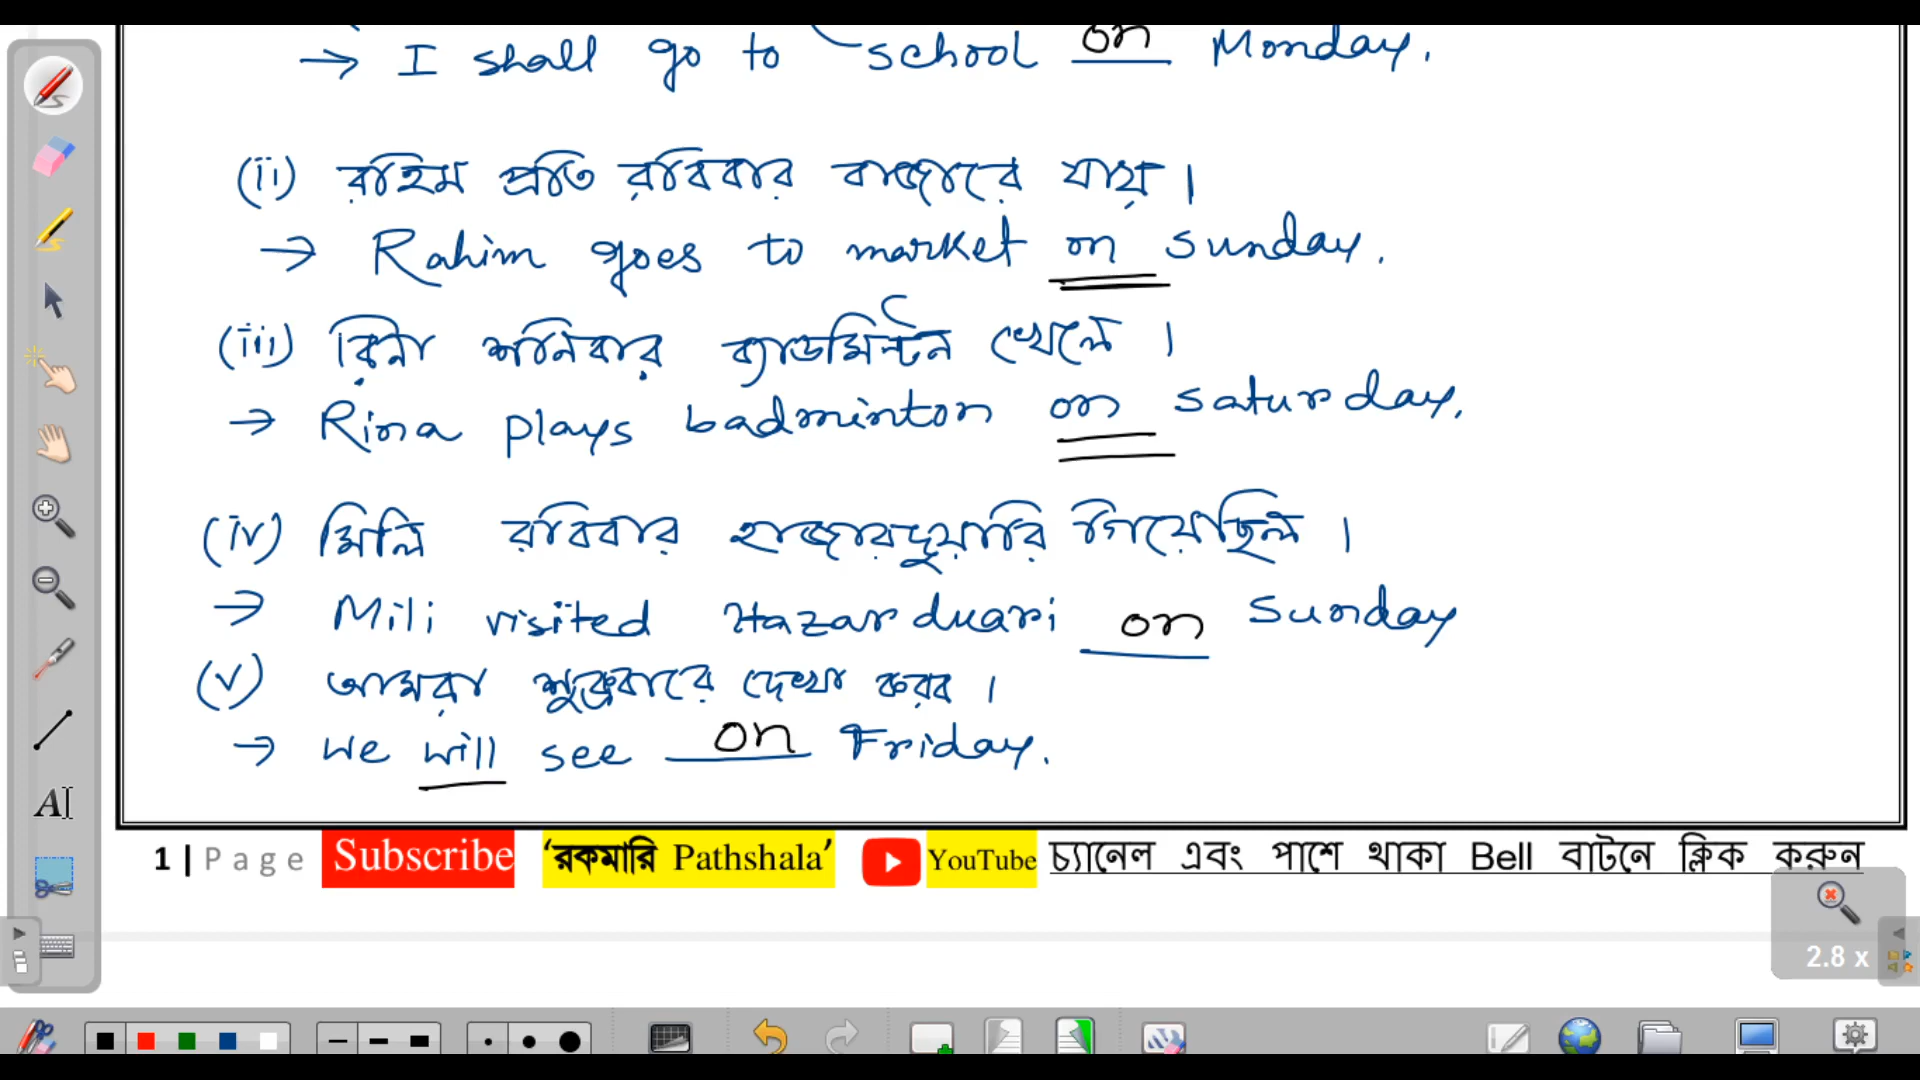 → I shall go to school on Monday.
(ii) রহিম প্রতি রবিবার বাজারে যায়।
→ Rahim goes to market on Sunday.
(iii) রিনা শনিবার ব্যাডমিন্টন খেলে।
→ Rina plays badminton on Saturday.
(iv) মিলি রবিবার হাজারদুয়ারি গিয়েছিল।
→ Mili visited Hazarduari on Sunday
(v) আমরা শুক্রবারে দেখা করব।
→ We will see on Friday.
1 | Page Subscribe ‘রকমারি Pathshala’ YouTube চ্যানেল এবং পাশে থাকা Bell বাটনে ক্লিক করুন
2.8 x